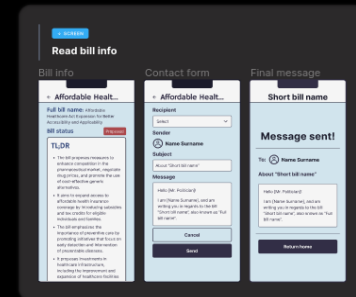 SCREEN
Read bill info
Bill info
Affordable Healt...
Full bill name: Affordable
Healthcare Act Expansion for Better
Accessibility and Applicability
Bill status
Proposed
TL;DR
The bill proposes measures to
enhance competition in the
pharmaceutical market, negotiate
drug prices, and promote the use
of cost-effective generic
alternatives.
It aims to expand access to
affordable health insurance
coverage by increasing subsidies
and tax credits for eligible
individuals and families.
The bill emphasizes the
importance of preventive care by
promoting initiatives that focus on
early detection and intervention
of preventable diseases.
It proposes investments in
healthcare infrastructure,
including the improvement and
expansion of healthcare facilities
Contact form
Affordable Healt...
Recipient
Select
Sender
Name Surname
Subject
About "Short bill name"
Message
Hello [Mr. Politician]!
I am [Name Surname], and am
writing you in regards to the bill
"Short bill name", also known as "Full
bill name".
Cancel
Send
Final message
Short bill name
Message sent!
To:
Name Surname
About "Short bill name"
Hello [Mr. Politician]!
I am [Name Surname], and am
writing you in regards to the bill
"Short bill name", also known as "Full
bill name".
Return home